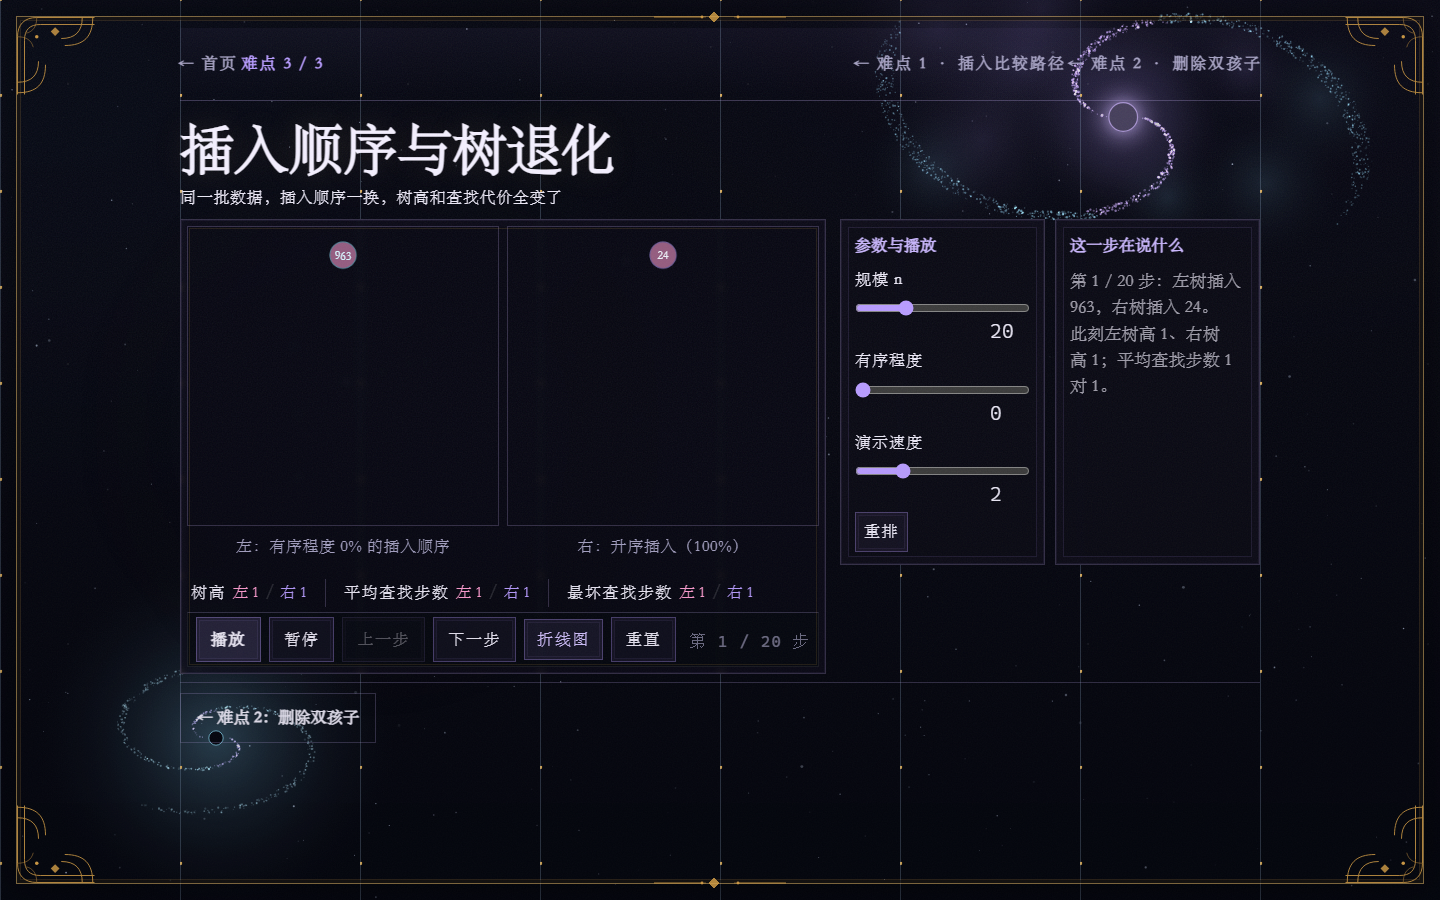 ← 首页 难点 3 / 3
← 难点 1 · 插入比较路径
← 难点 2 · 删除双孩子
插入顺序与树退化
同一批数据，插入顺序一换，树高和查找代价全变了
963
24
左：有序程度 0% 的插入顺序
右：升序插入（100%）
树高 左 1 / 右 1
平均查找步数 左 1 / 右 1
最坏查找步数 左 1 / 右 1
播放
暂停
上一步
下一步
折线图
重置
第 1 / 20 步
参数与播放
规模 n
20
有序程度
0
演示速度
2
重排
这一步在说什么
第 1 / 20 步：左树插入
963，右树插入 24。
此刻左树高 1、右树
高 1；平均查找步数 1
对 1。
← 难点 2：删除双孩子